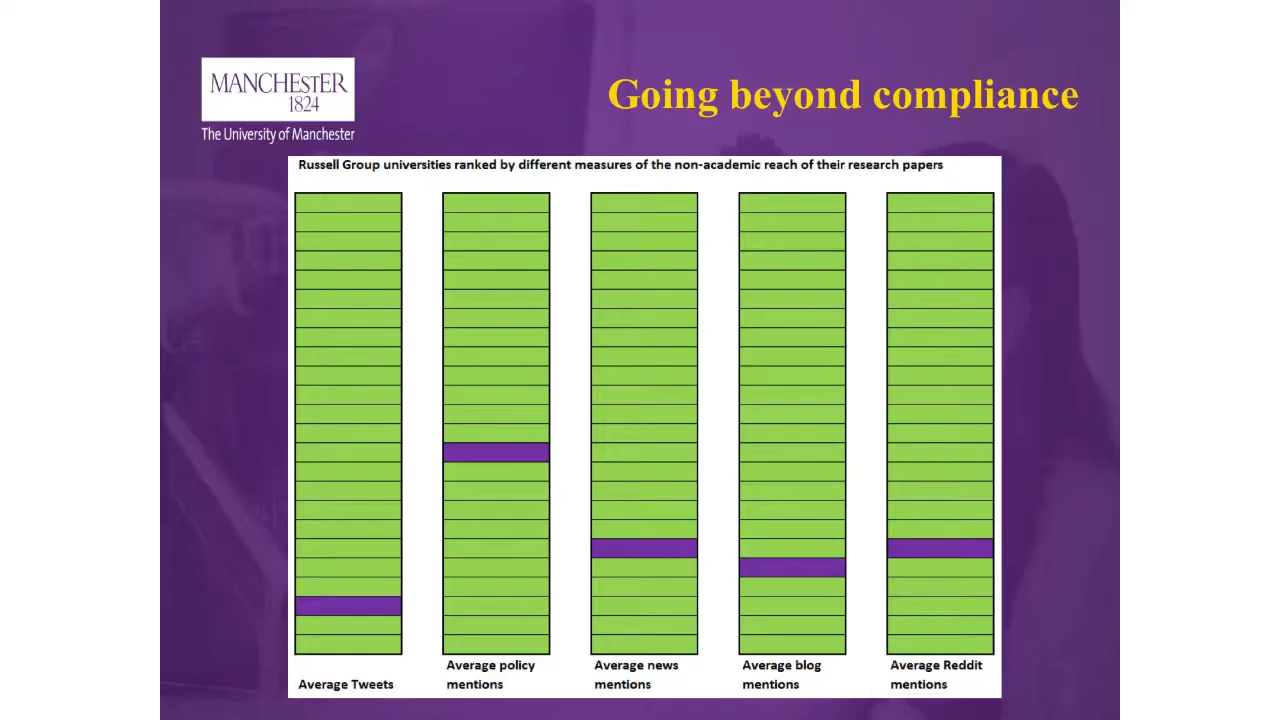 MANCHESTER
1824
The University of Manchester
Going beyond compliance
Russell Group universities ranked by different measures of the non-academic reach of their research papers
Average Tweets
Average policy
mentions
Average news
mentions
Average blog
mentions
Average Reddit
mentions